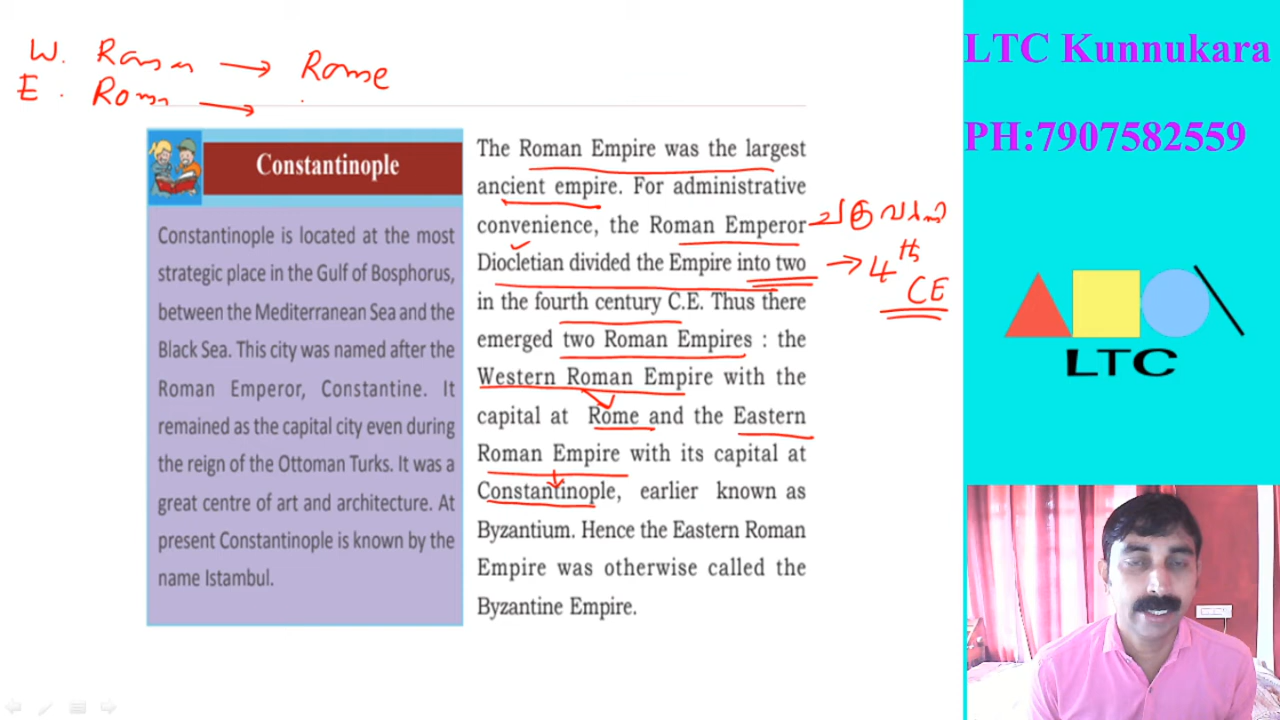 W. Roman → Rome
E. Roman →
LTC Kunnukara
PH:7907582559
Constantinople
Constantinople is located at the most
strategic place in the Gulf of Bosphorus,
between the Mediterranean Sea and the
Black Sea. This city was named after the
Roman Emperor, Constantine. It
remained as the capital city even during
the reign of the Ottoman Turks. It was a
great centre of art and architecture. At
present Constantinople is known by the
name Istambul.
The Roman Empire was the largest
ancient empire. For administrative
convenience, the Roman Emperor
Diocletian divided the Empire into two
in the fourth century C.E. Thus there
emerged two Roman Empires : the
Western Roman Empire with the
capital at Rome and the Eastern
Roman Empire with its capital at
Constantinople, earlier known as
Byzantium. Hence the Eastern Roman
Empire was otherwise called the
Byzantine Empire.
→ 4th
CE
LTC